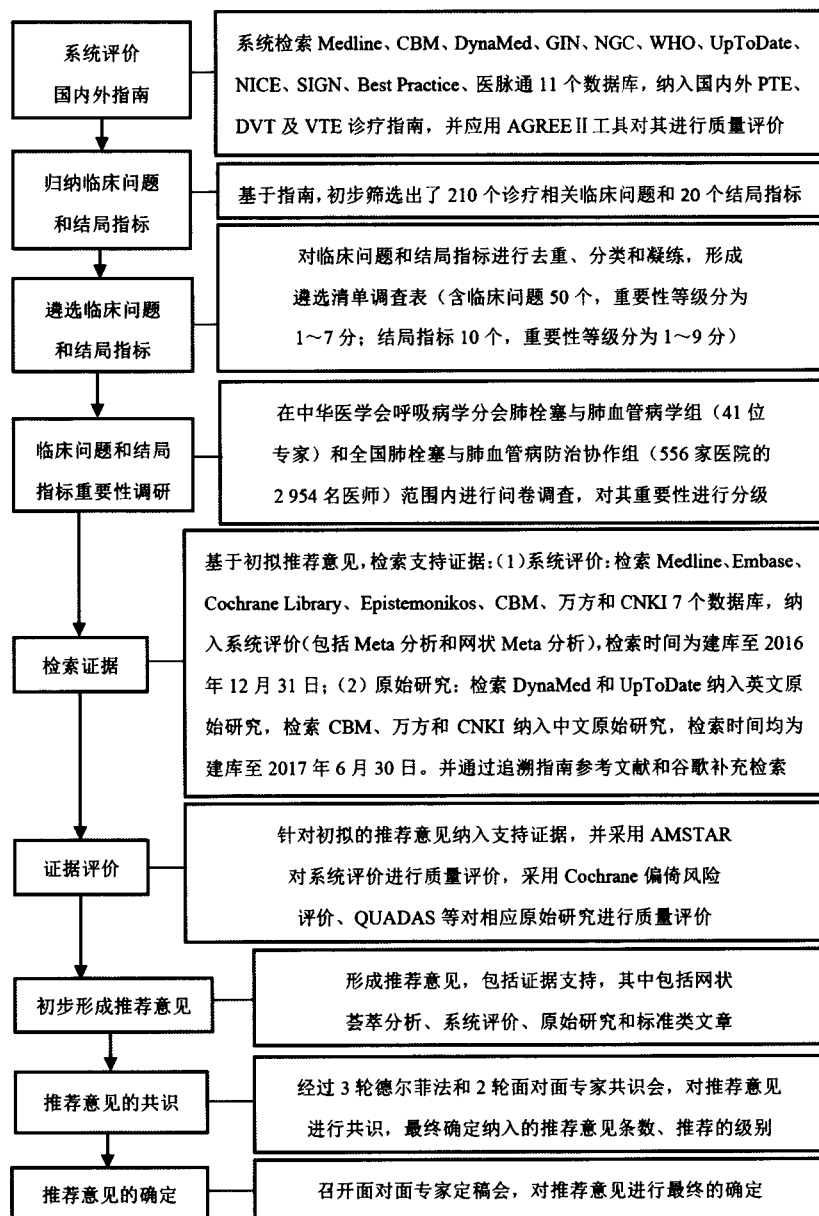 系统评价
国内外指南
系统检索 Medline、CBM、DynaMed、GIN、NGC、WHO、UpToDate、
NICE、SIGN、Best Practice、医脉通 11 个数据库，纳入国内外 PTE、
DVT 及 VTE 诊疗指南，并应用 AGREEⅡ工具对其进行质量评价
归纳临床问题
和结局指标
基于指南,初步筛选出了 210 个诊疗相关临床问题和 20 个结局指标
遴选临床问题
和结局指标
对临床问题和结局指标进行去重、分类和凝练，形成
遴选清单调查表（含临床问题 50 个，重要性等级分为
1～7 分；结局指标 10 个，重要性等级分为 1～9 分）
临床问题和结局
指标重要性调研
在中华医学会呼吸病学分会肺栓塞与肺血管病学组（41 位
专家）和全国肺栓塞与肺血管病防治协作组（556 家医院的
2 954 名医师）范围内进行问卷调查，对其重要性进行分级
检索证据
基于初拟推荐意见,检索支持证据:(1)系统评价:检索 Medline、Embase、
Cochrane Library、Epistemonikos、CBM、万方和 CNKI 7 个数据库，纳
入系统评价(包括 Meta 分析和网状 Meta 分析),检索时间为建库至 2016
年 12 月 31 日；(2) 原始研究：检索 DynaMed 和 UpToDate 纳入英文原
始研究，检索 CBM、万方和 CNKI 纳入中文原始研究，检索时间均为
建库至 2017 年 6 月 30 日。并通过追溯指南参考文献和谷歌补充检索
证据评价
针对初拟的推荐意见纳入支持证据，并采用 AMSTAR
对系统评价进行质量评价，采用 Cochrane 偏倚风险
评价、QUADAS 等对相应原始研究进行质量评价
初步形成推荐意见
形成推荐意见，包括证据支持，其中包括网状
荟萃分析、系统评价、原始研究和标准类文章
推荐意见的共识
经过 3 轮德尔菲法和 2 轮面对面专家共识会，对推荐意见
进行共识，最终确定纳入的推荐意见条数、推荐的级别
推荐意见的确定
召开面对面专家定稿会，对推荐意见进行最终的确定